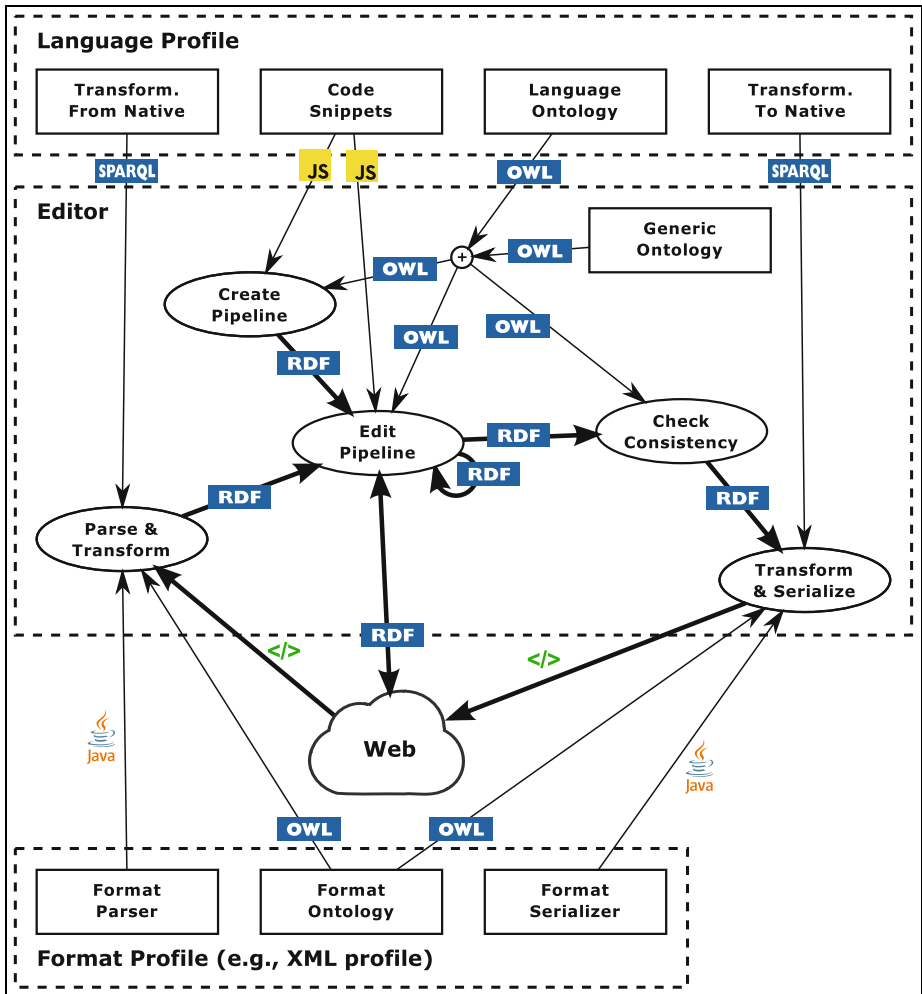 Language Profile
Transform.
From Native
Code
Snippets
Language
Ontology
Transform.
To Native
SPARQL
JS
JS
OWL
SPARQL
Editor
Generic
Ontology
OWL
+
OWL
Create
Pipeline
OWL
OWL
RDF
Edit
Pipeline
RDF
Check
Consistency
RDF
RDF
RDF
Parse &
Transform
Transform
& Serialize
RDF
</>
</>
Web
Java
Java
OWL
OWL
Format
Parser
Format
Ontology
Format
Serializer
Format Profile (e.g., XML profile)